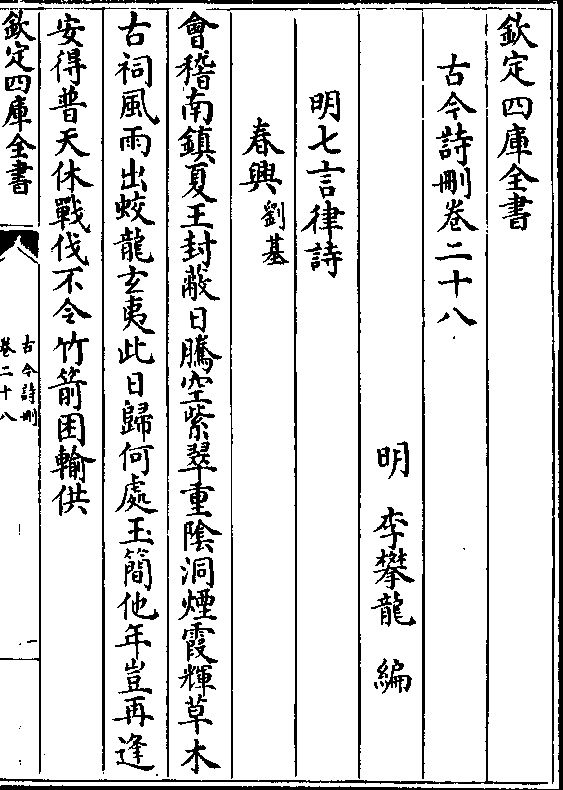 欽定四庫全書
古今詩刪卷二十八
明 李攀龍 編
明七言律詩
春興 劉基
會稽南鎮夏王封蔽日騰空紫翠重陰洞煙霞輝草木
古祠風雨出蛟龍玄夷此日歸何處玉簡他年豈再逢
安得普天休戰伐不令竹箭困輸供
欽定四庫全書
古今詩刪
卷二十八
一